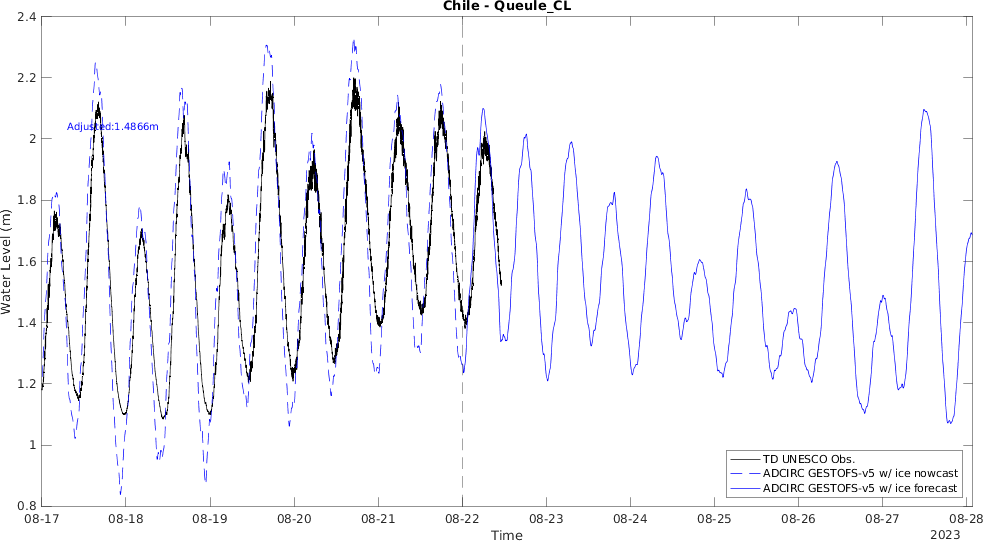 Chile - Queule_CL
2.4
2.2
2
1.8
1.6
1.4
1.2
1
0.8
Water Level (m)
Adjusted:1.4866m
TD UNESCO Obs.
ADCIRC GESTOFS-v5 w/ ice nowcast
ADCIRC GESTOFS-v5 w/ ice forecast
08-17 08-18 08-19 08-20 08-21 08-22 08-23 08-24 08-25 08-26 08-27 08-28
Time
2023